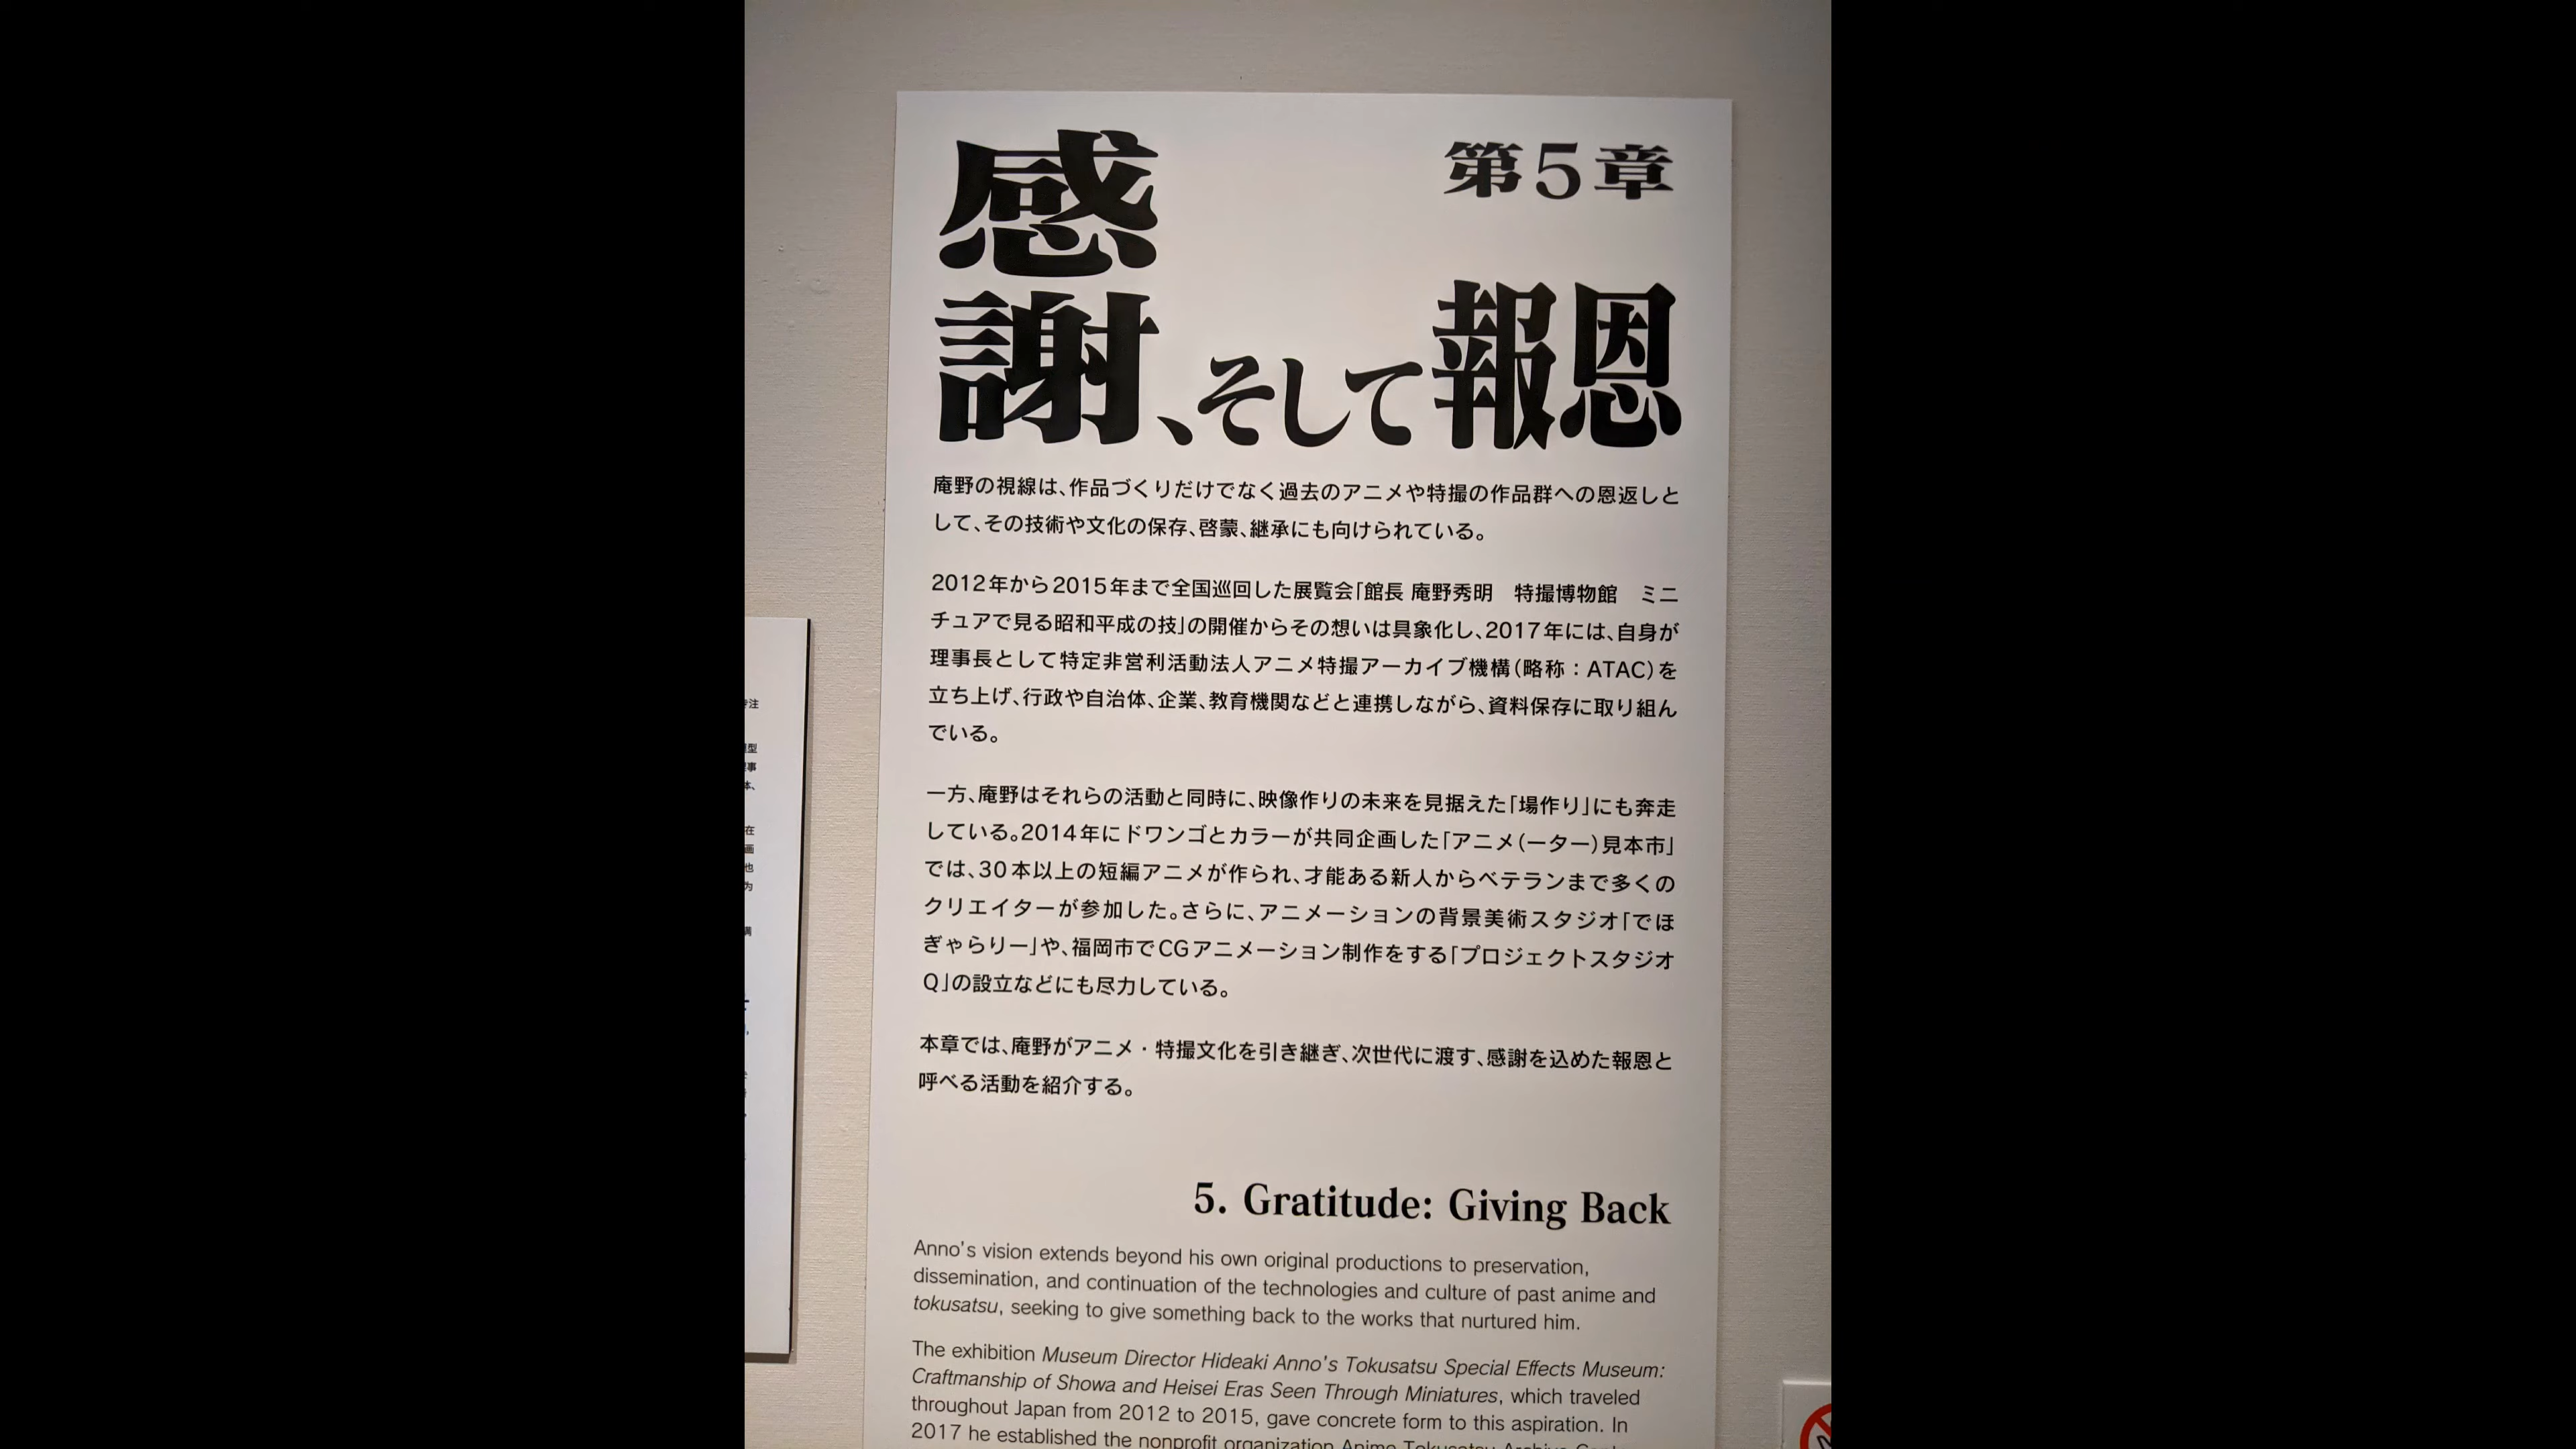 第5章
感
謝、そして報恩
庵野の視線は、作品づくりだけでなく過去のアニメや特撮の作品群への恩返しと
して、その技術や文化の保存、啓蒙、継承にも向けられている。
2012年から2015年まで全国巡回した展覧会「館長 庵野秀明　特撮博物館　ミニ
チュアで見る昭和平成の技」の開催からその想いは具象化し、2017年には、自身が
理事長として特定非営利活動法人アニメ特撮アーカイブ機構(略称：ATAC)を
立ち上げ、行政や自治体、企業、教育機関などと連携しながら、資料保存に取り組ん
でいる。
一方、庵野はそれらの活動と同時に、映像作りの未来を見据えた「場作り」にも奔走
している。2014年にドワンゴとカラーが共同企画した「アニメ(ーター)見本市」
では、30本以上の短編アニメが作られ、才能ある新人からベテランまで多くの
クリエイターが参加した。さらに、アニメーションの背景美術スタジオ「でほ
ぎゃらりー」や、福岡市でCGアニメーション制作をする「プロジェクトスタジオ
Q」の設立などにも尽力している。
本章では、庵野がアニメ・特撮文化を引き継ぎ、次世代に渡す、感謝を込めた報恩と
呼べる活動を紹介する。
5. Gratitude: Giving Back
Anno's vision extends beyond his own original productions to preservation,
dissemination, and continuation of the technologies and culture of past anime and
tokusatsu, seeking to give something back to the works that nurtured him.
The exhibition Museum Director Hideaki Anno's Tokusatsu Special Effects Museum:
Craftmanship of Showa and Heisei Eras Seen Through Miniatures, which traveled
throughout Japan from 2012 to 2015, gave concrete form to this aspiration. In
2017 he established the nonprofit organization Anime Tokusatsu Archive